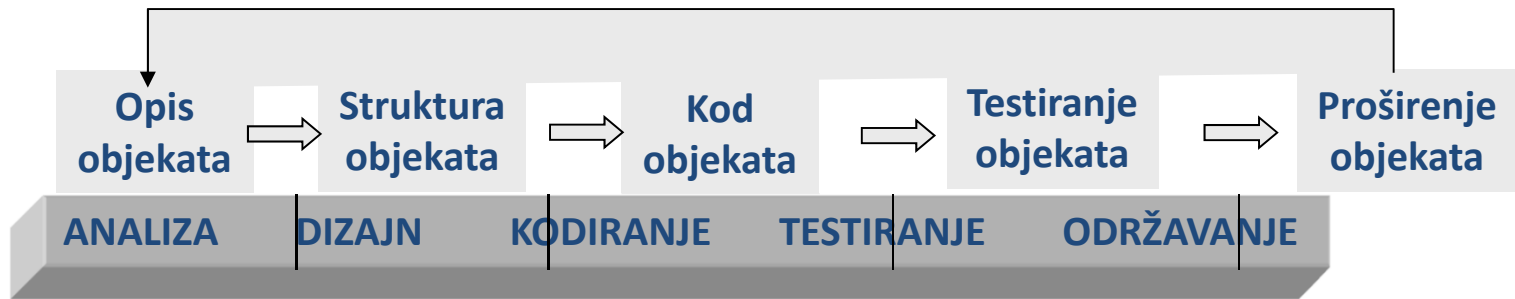 Opis
objekata
Struktura
objekata
Kod
objekata
Testiranje
objekata
Proširenje
objekata
ANALIZA DIZAJN KODIRANJE TESTIRANJE ODRŽAVANJE